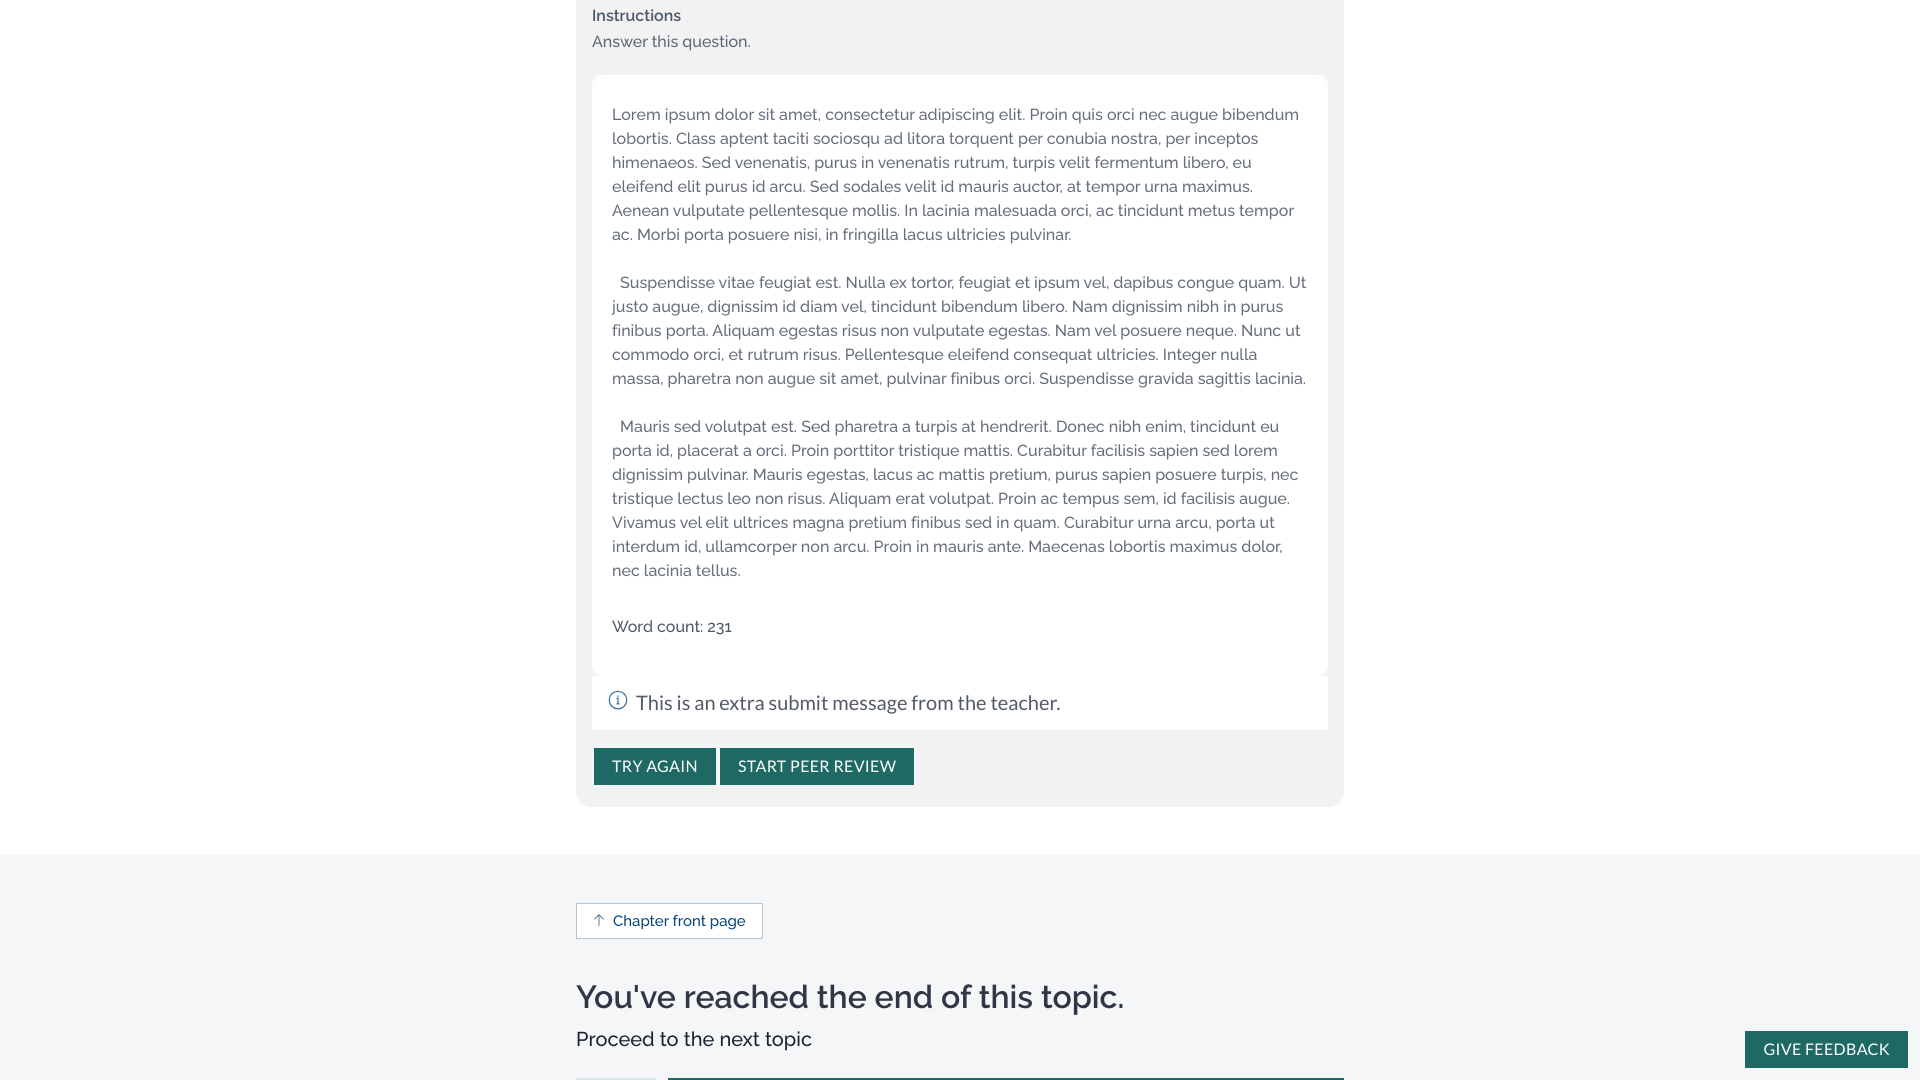 Instructions
Answer this question.
Lorem ipsum dolor sit amet, consectetur adipiscing elit. Proin quis orci nec augue bibendum
lobortis. Class aptent taciti sociosqu ad litora torquent per conubia nostra, per inceptos
himenaeos. Sed venenatis, purus in venenatis rutrum, turpis velit fermentum libero, eu
eleifend elit purus id arcu. Sed sodales velit id mauris auctor, at tempor urna maximus.
Aenean vulputate pellentesque mollis. In lacinia malesuada orci, ac tincidunt metus tempor
ac. Morbi porta posuere nisi, in fringilla lacus ultricies pulvinar.
Suspendisse vitae feugiat est. Nulla ex tortor, feugiat et ipsum vel, dapibus congue quam. Ut
justo augue, dignissim id diam vel, tincidunt bibendum libero. Nam dignissim nibh in purus
finibus porta. Aliquam egestas risus non vulputate egestas. Nam vel posuere neque. Nunc ut
commodo orci, et rutrum risus. Pellentesque eleifend consequat ultricies. Integer nulla
massa, pharetra non augue sit amet, pulvinar finibus orci. Suspendisse gravida sagittis lacinia.
Mauris sed volutpat est. Sed pharetra a turpis at hendrerit. Donec nibh enim, tincidunt eu
porta id, placerat a orci. Proin porttitor tristique mattis. Curabitur facilisis sapien sed lorem
dignissim pulvinar. Mauris egestas, lacus ac mattis pretium, purus sapien posuere turpis, nec
tristique lectus leo non risus. Aliquam erat volutpat. Proin ac tempus sem, id facilisis augue.
Vivamus vel elit ultrices magna pretium finibus sed in quam. Curabitur urna arcu, porta ut
interdum id, ullamcorper non arcu. Proin in mauris ante. Maecenas lobortis maximus dolor,
nec lacinia tellus.
Word count: 231
This is an extra submit message from the teacher.
TRY AGAIN START PEER REVIEW
Chapter front page
You've reached the end of this topic.
Proceed to the next topic
GIVE FEEDBACK